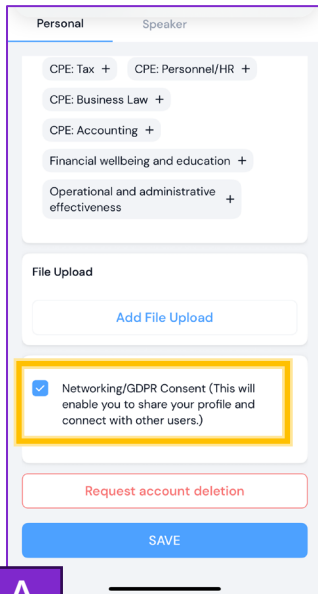 Personal Speaker
CPE: Tax + CPE: Personnel/HR +
CPE: Business Law +
CPE: Accounting +
Financial wellbeing and education +
Operational and administrative +
effectiveness
File Upload
Add File Upload
Networking/GDPR Consent (This will
enable you to share your profile and
connect with other users.)
Request account deletion
SAVE
A